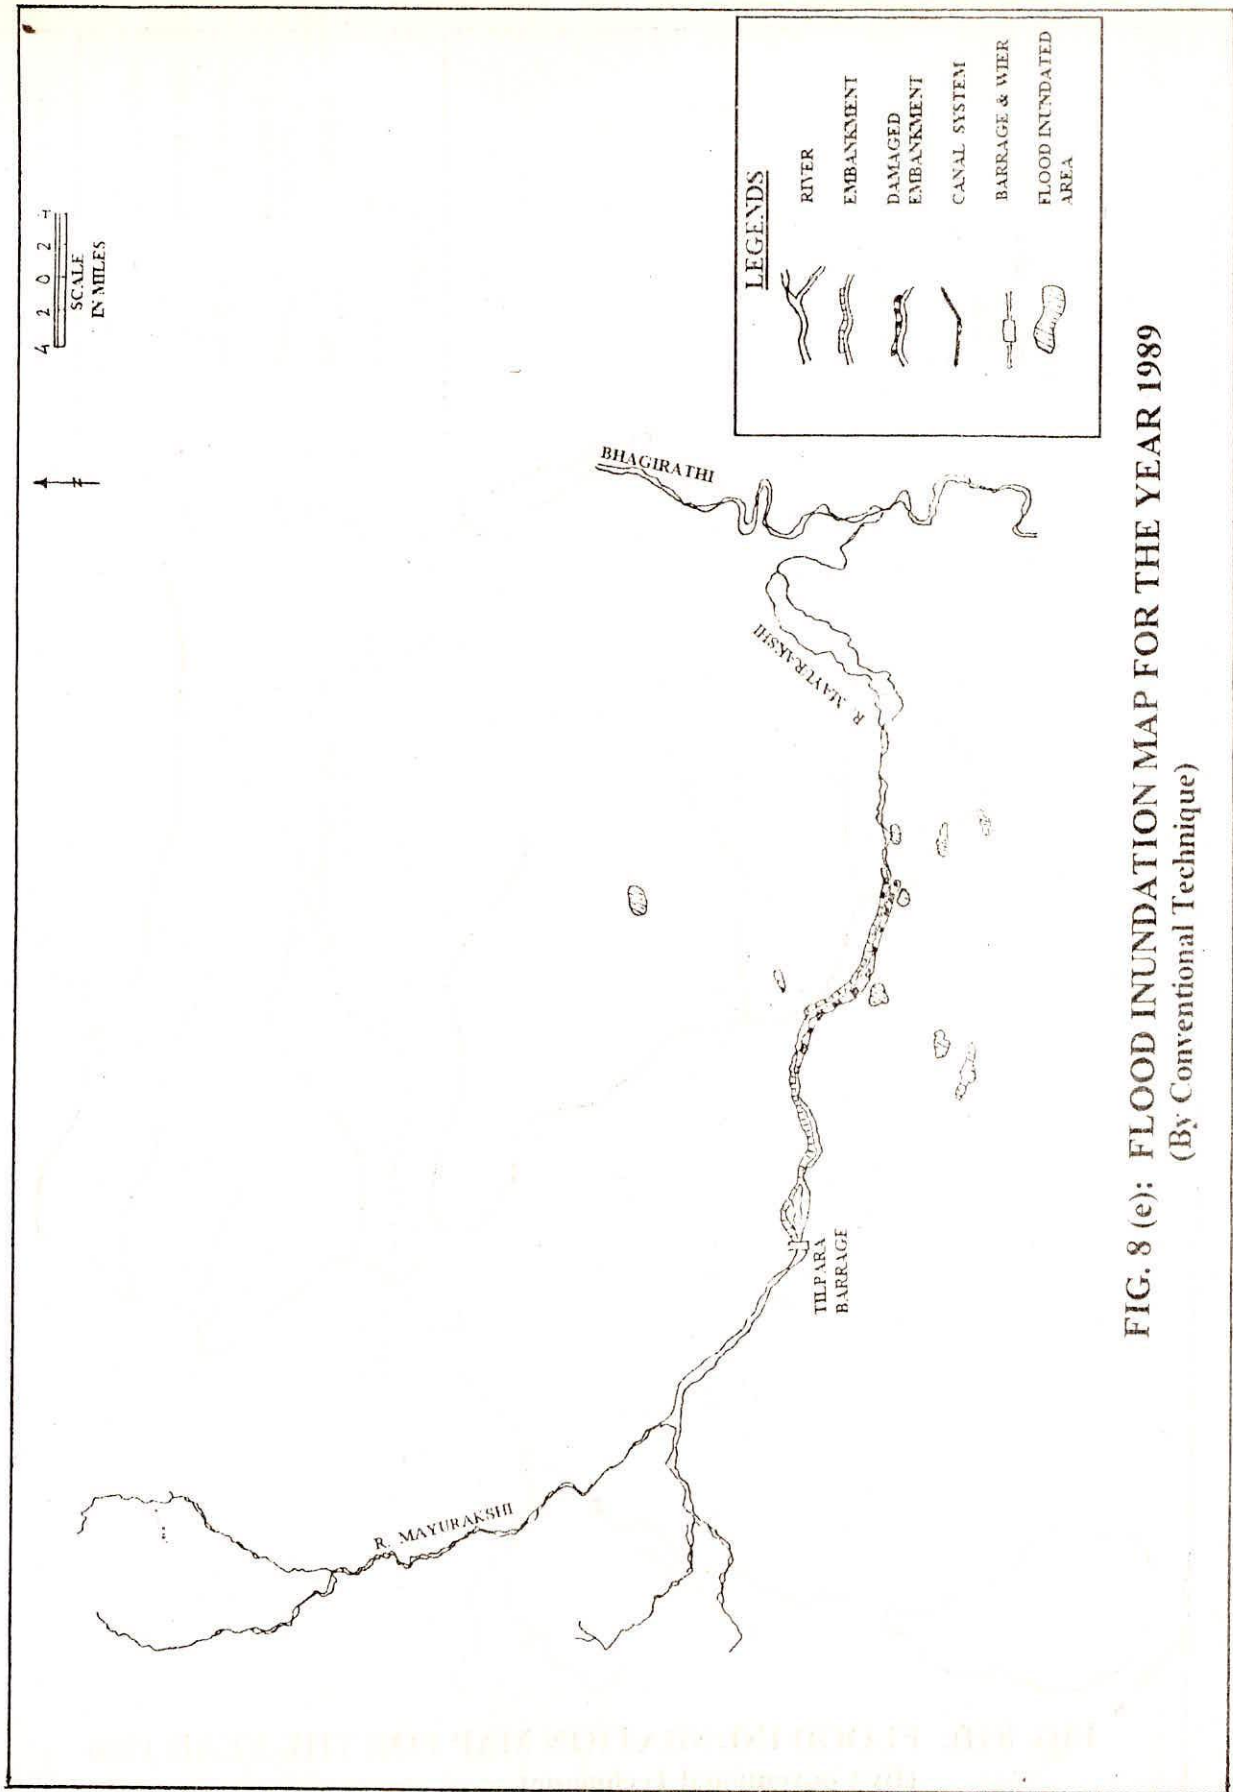 4 2 0 2 4
SCALE
IN MILES
BHAGIRATHI
R. MAYURAKSHI
R. MAYURAKSHI
TILPARA
BARRAGE
LEGENDS
RIVER
EMBANKMENT
DAMAGED
EMBANKMENT
CANAL SYSTEM
BARRAGE & WIER
FLOOD INUNDATED
AREA
FIG. 8 (e): FLOOD INUNDATION MAP FOR THE YEAR 1989
(By Conventional Technique)